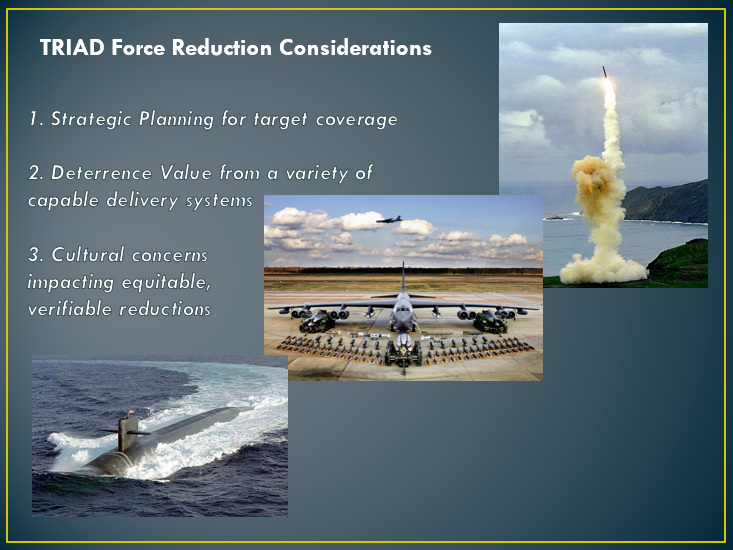 TRIAD Force Reduction Considerations
1. Strategic Planning for target coverage
2. Deterrence Value from a variety of
capable delivery systems
3. Cultural concerns
impacting equitable,
verifiable reductions